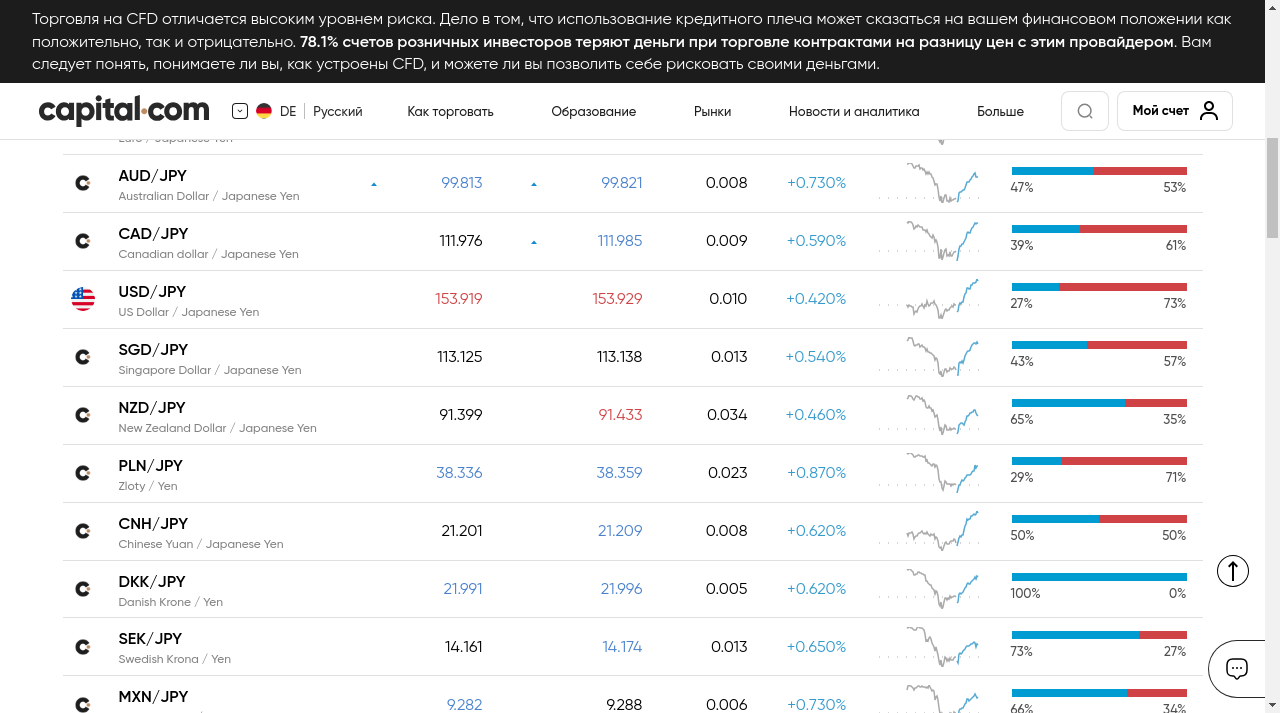 Торговля на CFD отличается высоким уровнем риска. Дело в том, что использование кредитного плеча может сказаться на вашем финансовом положении как
положительно, так и отрицательно. 78.1% счетов розничных инвесторов теряют деньги при торговле контрактами на разницу цен с этим провайдером. Вам
следует понять, понимаете ли вы, как устроены CFD, и можете ли вы позволить себе рисковать своими деньгами.
capital.com DE Русский Как торговать Образование Рынки Новости и аналитика Больше Мой счет
Euro / Japanese Yen
AUD/JPY 99.813 99.821 0.008 +0.730%
Australian Dollar / Japanese Yen 47% 53%
CAD/JPY 111.976 111.985 0.009 +0.590%
Canadian dollar / Japanese Yen 39% 61%
USD/JPY 153.919 153.929 0.010 +0.420%
US Dollar / Japanese Yen 27% 73%
SGD/JPY 113.125 113.138 0.013 +0.540%
Singapore Dollar / Japanese Yen 43% 57%
NZD/JPY 91.399 91.433 0.034 +0.460%
New Zealand Dollar / Japanese Yen 65% 35%
PLN/JPY 38.336 38.359 0.023 +0.870%
Zloty / Yen 29% 71%
CNH/JPY 21.201 21.209 0.008 +0.620%
Chinese Yuan / Japanese Yen 50% 50%
DKK/JPY 21.991 21.996 0.005 +0.620%
Danish Krone / Yen 100% 0%
SEK/JPY 14.161 14.174 0.013 +0.650%
Swedish Krona / Yen 73% 27%
MXN/JPY 9.282 9.288 0.006 +0.730%
66% 34%